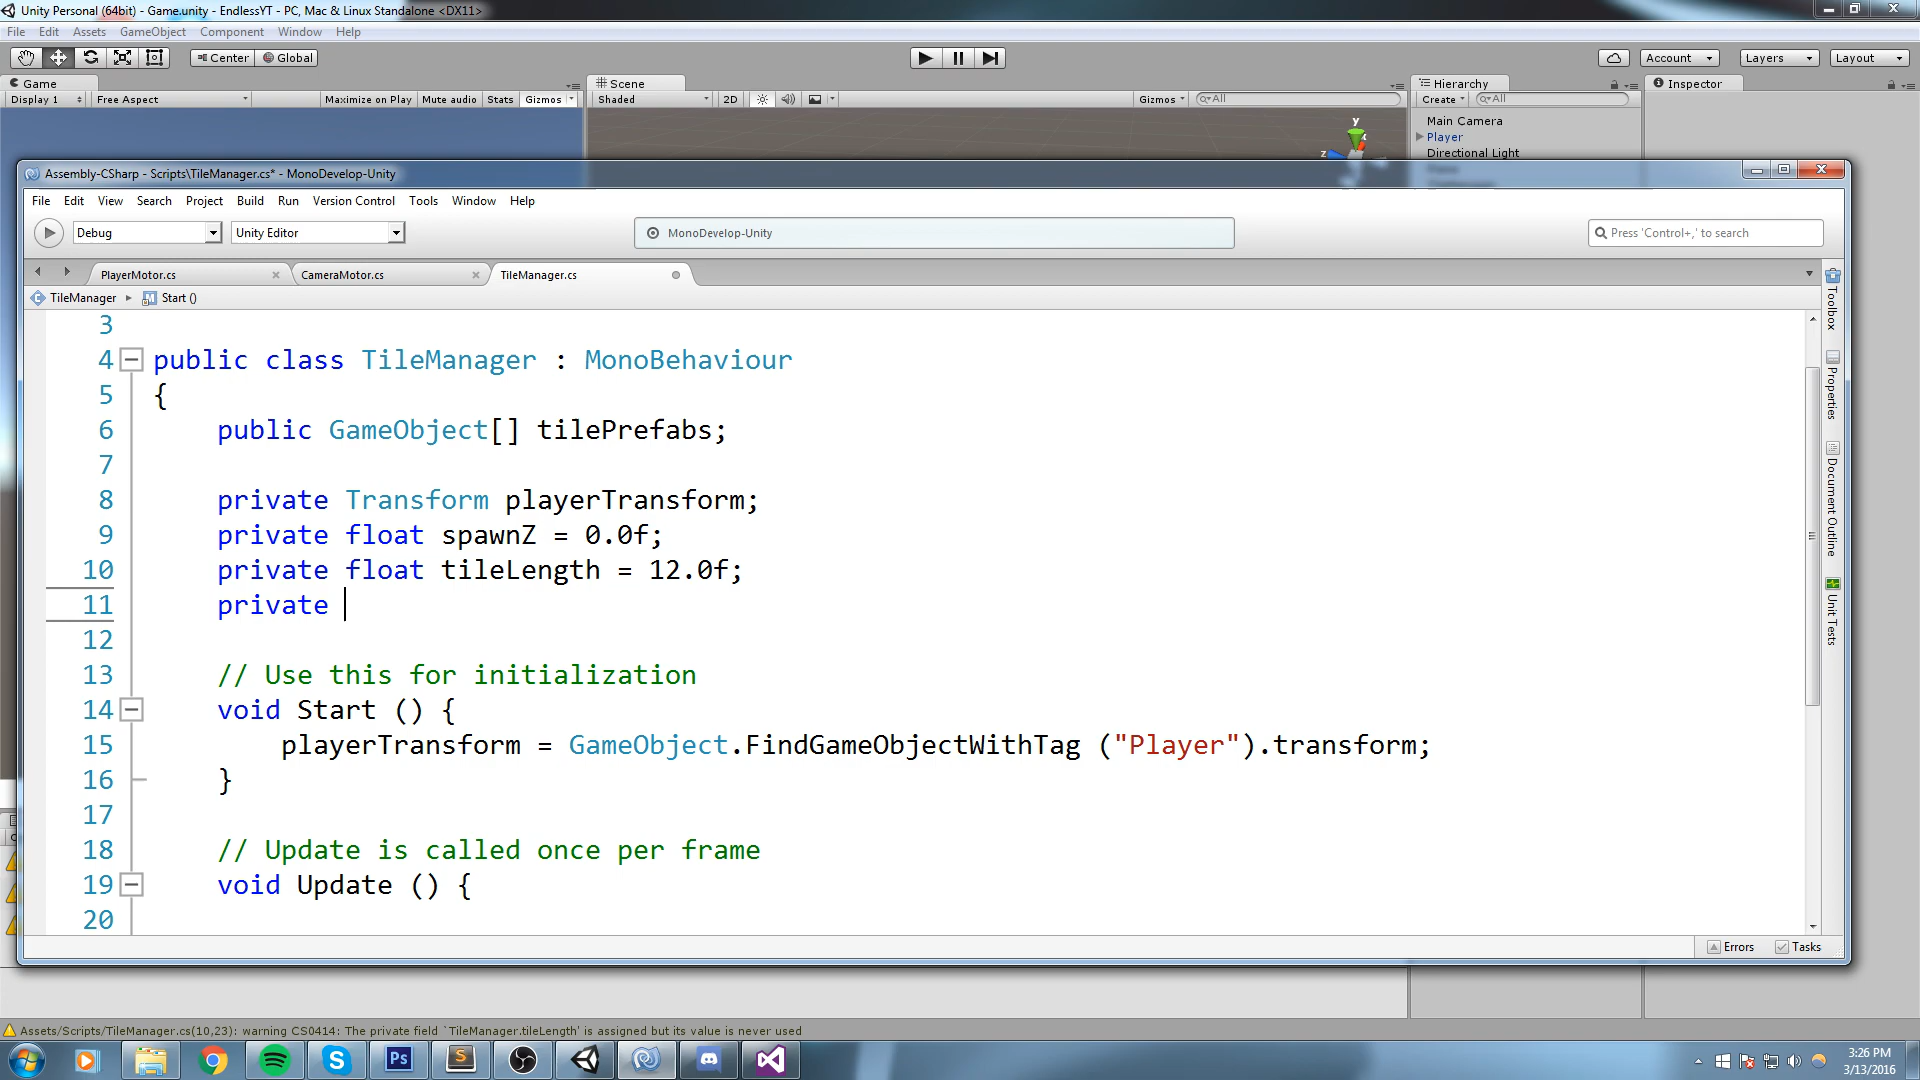 Unity Personal (64bit) - Game.unity - EndlessYT - PC, Mac & Linux Standalone <DX11>
File Edit Assets GameObject Component Window Help
Center Global Account Layers Layout
Game Scene Hierarchy Inspector
Display 1 Free Aspect Maximize on Play Mute audio Stats Gizmos Shaded 2D Gizmos All Create All
y
z
Main Camera
Player
Directional Light
Assembly-CSharp - Scripts\TileManager.cs* - MonoDevelop-Unity
File Edit View Search Project Build Run Version Control Tools Window Help
Debug Unity Editor MonoDevelop-Unity Press 'Control+,' to search
PlayerMotor.cs CameraMotor.cs TileManager.cs
TileManager Start ()
3
4 public class TileManager : MonoBehaviour
5 {
6 public GameObject[] tilePrefabs;
7
8 private Transform playerTransform;
9 private float spawnZ = 0.0f;
10 private float tileLength = 12.0f;
11 private
12
13 // Use this for initialization
14 void Start () {
15 playerTransform = GameObject.FindGameObjectWithTag ("Player").transform;
16 }
17
18 // Update is called once per frame
19 void Update () {
20
Toolbox
Properties
Document Outline
Unit Tests
Errors Tasks
Assets/Scripts/TileManager.cs(10,23): warning CS0414: The private field `TileManager.tileLength' is assigned but its value is never used
Ps S
3:26 PM
3/13/2016